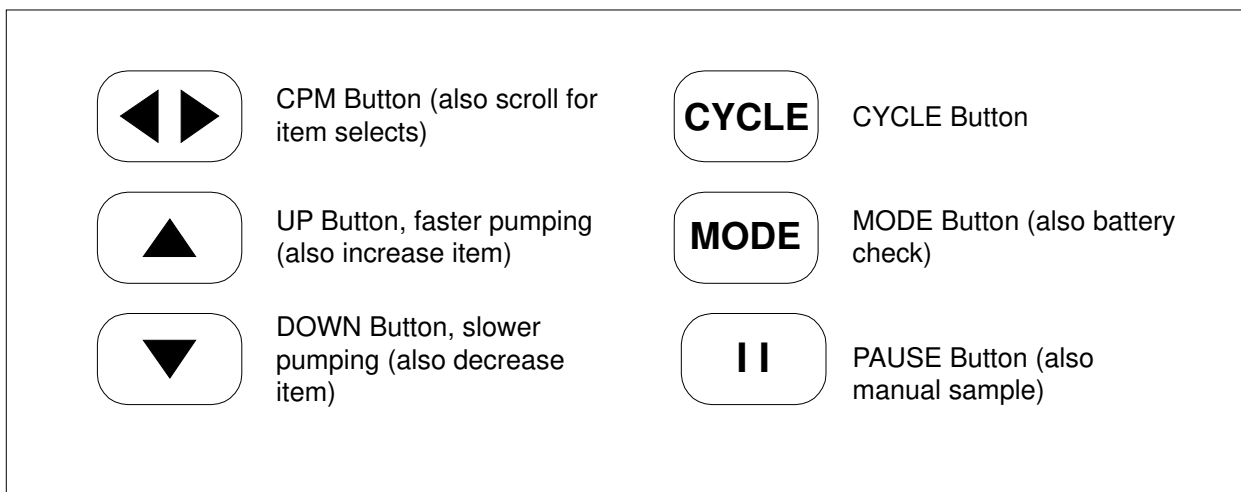 CPM Button (also scroll for
item selects)
UP Button, faster pumping
(also increase item)
DOWN Button, slower
pumping (also decrease
item)
CYCLE
CYCLE Button
MODE
MODE Button (also battery
check)
PAUSE Button (also
manual sample)